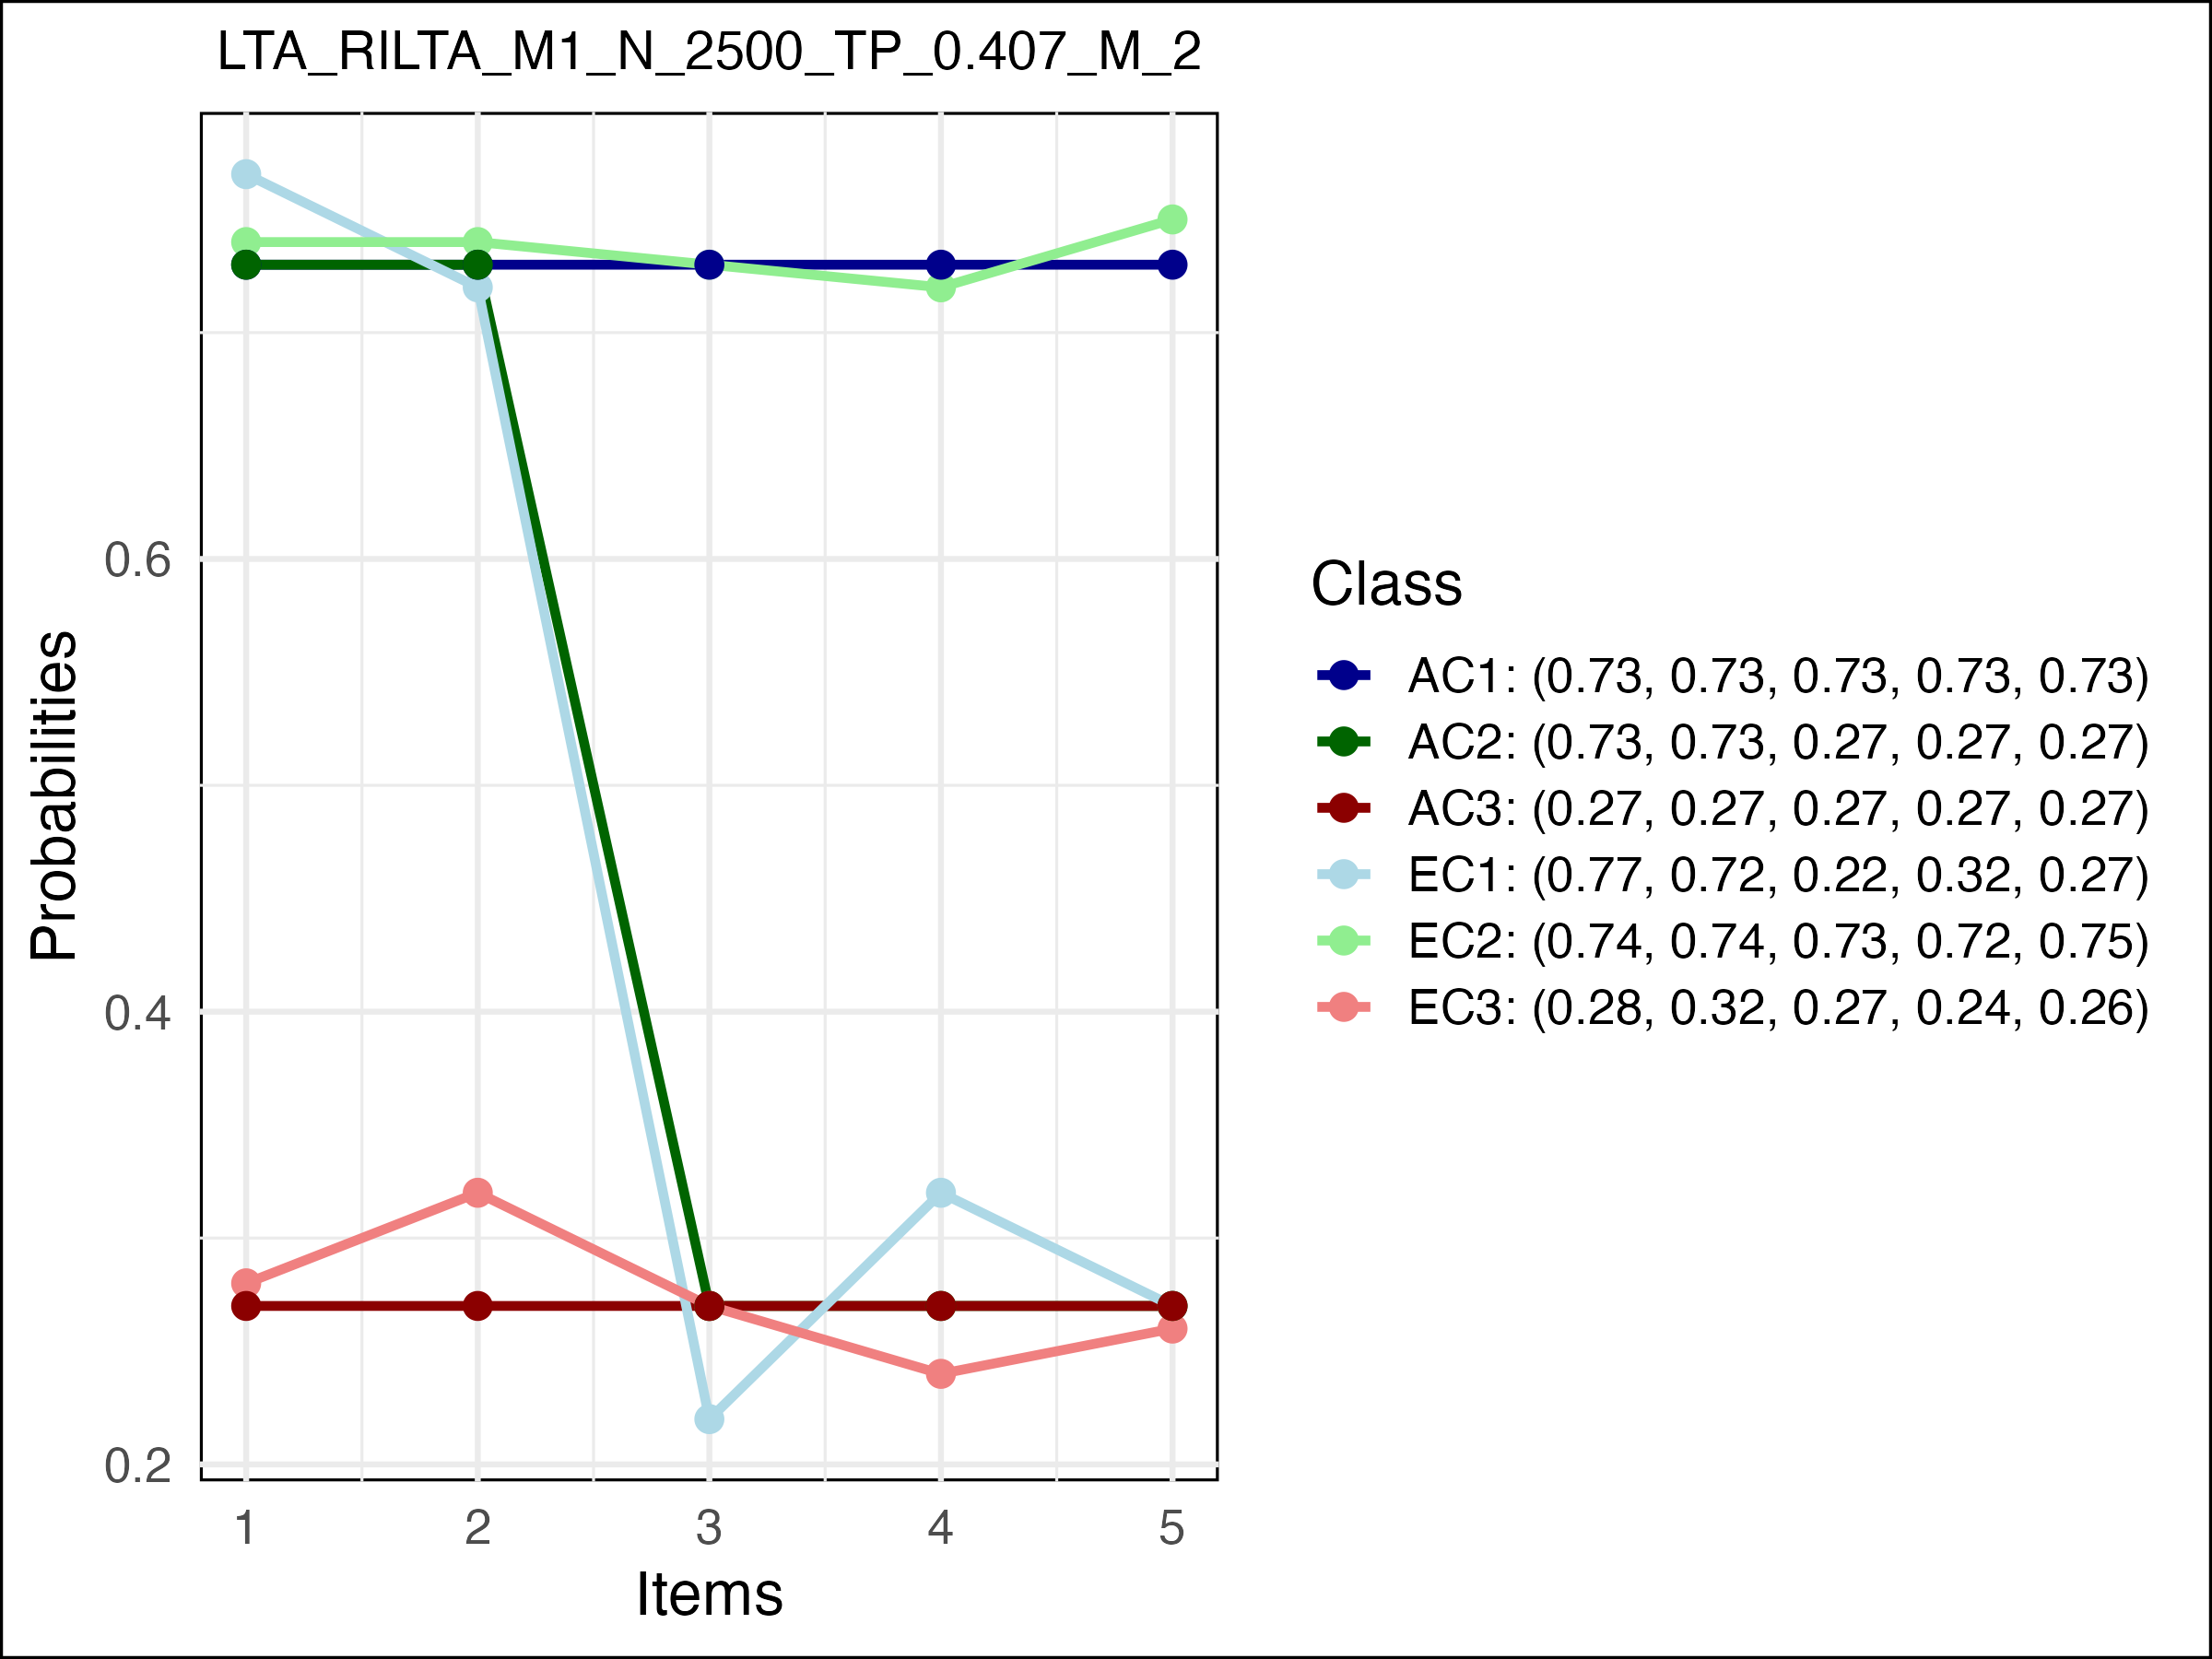 LTA_RILTA_M1_N_2500_TP_0.407_M_2
Probabilities
0.6
0.4
0.2
1 2 3 4 5
Items
Class
AC1: (0.73, 0.73, 0.73, 0.73, 0.73)
AC2: (0.73, 0.73, 0.27, 0.27, 0.27)
AC3: (0.27, 0.27, 0.27, 0.27, 0.27)
EC1: (0.77, 0.72, 0.22, 0.32, 0.27)
EC2: (0.74, 0.74, 0.73, 0.72, 0.75)
EC3: (0.28, 0.32, 0.27, 0.24, 0.26)